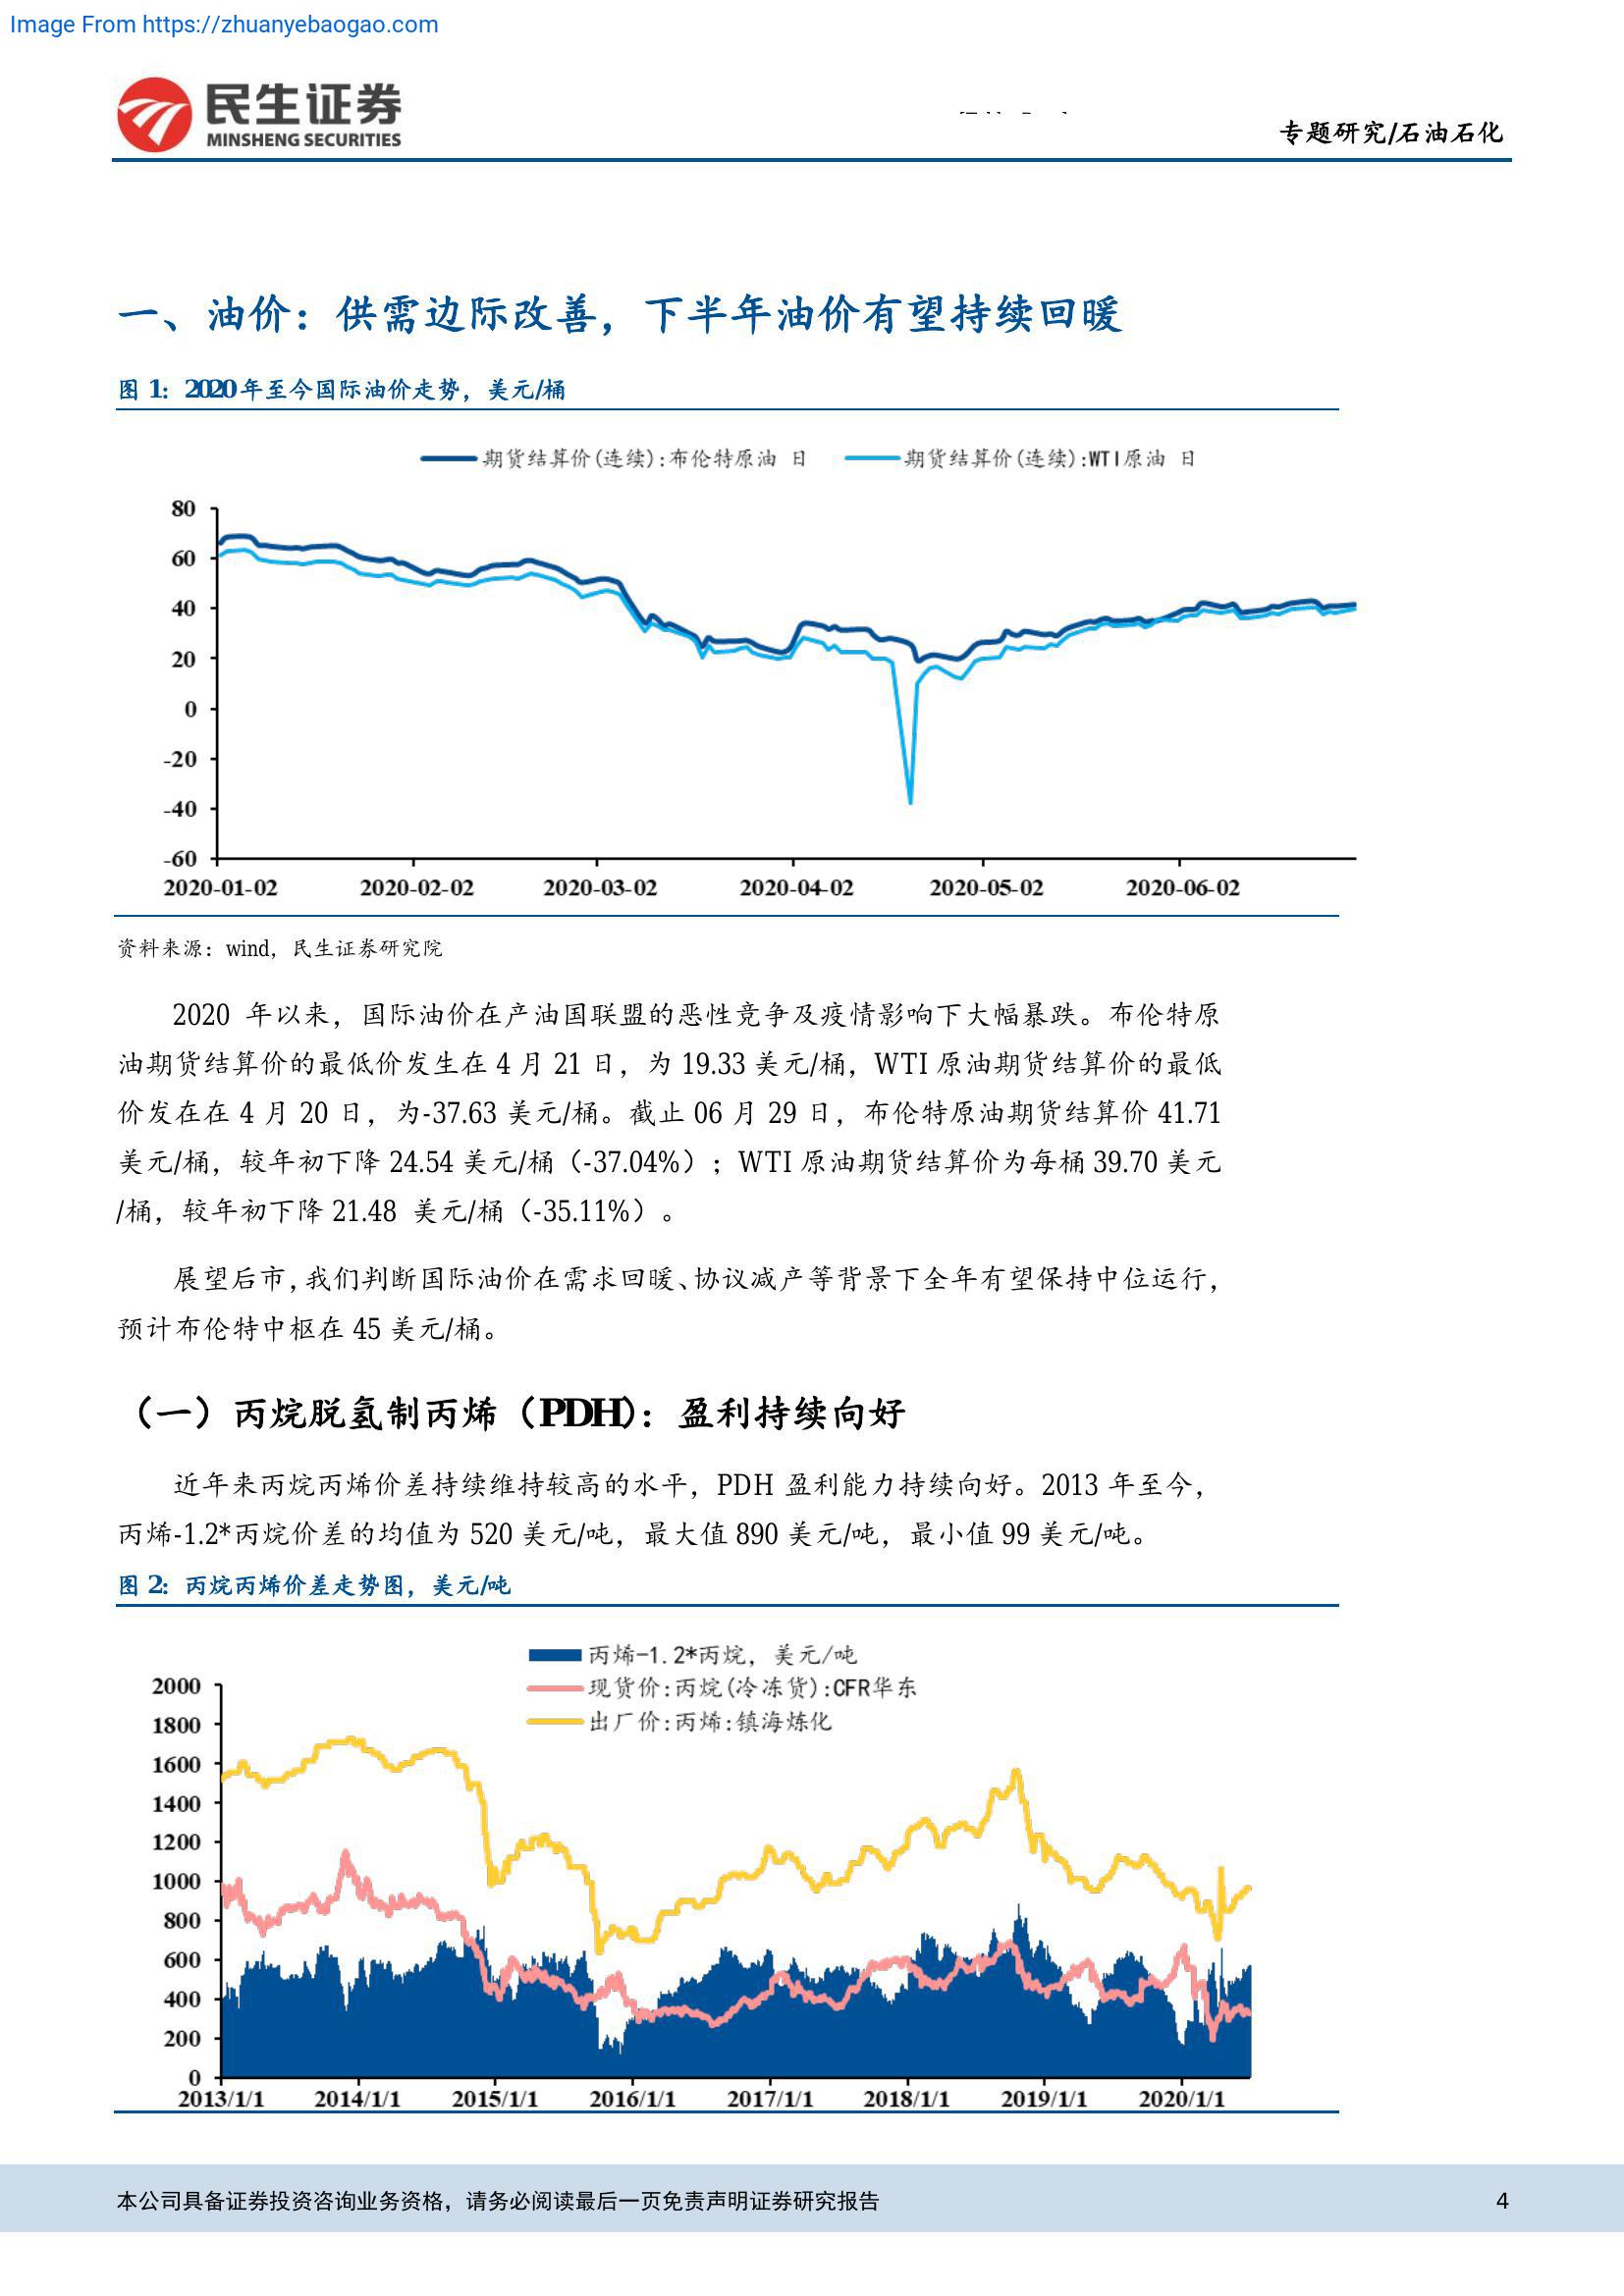 Image From https://zhuanyebaogao.com
民生证券
MINSHENG SECURITIES
专题研究/石油石化
一、油价：供需边际改善，下半年油价有望持续回暖
图 1：2020 年至今国际油价走势，美元/桶
期货结算价(连续):布伦特原油 日
期货结算价(连续):WTI原油 日
80
60
40
20
0
-20
-40
-60
2020-01-02 2020-02-02 2020-03-02 2020-04-02 2020-05-02 2020-06-02
资料来源：wind，民生证券研究院
2020 年以来，国际油价在产油国联盟的恶性竞争及疫情影响下大幅暴跌。布伦特原
油期货结算价的最低价发生在 4 月 21 日，为 19.33 美元/桶，WTI 原油期货结算价的最低
价发在在 4 月 20 日，为-37.63 美元/桶。截止 06 月 29 日，布伦特原油期货结算价 41.71
美元/桶，较年初下降 24.54 美元/桶（-37.04%）；WTI 原油期货结算价为每桶 39.70 美元
/桶，较年初下降 21.48 美元/桶（-35.11%）。
展望后市，我们判断国际油价在需求回暖、协议减产等背景下全年有望保持中位运行，
预计布伦特中枢在 45 美元/桶。
（一）丙烷脱氢制丙烯（PDH）：盈利持续向好
近年来丙烷丙烯价差持续维持较高的水平，PDH 盈利能力持续向好。2013 年至今，
丙烯-1.2*丙烷价差的均值为 520 美元/吨，最大值 890 美元/吨，最小值 99 美元/吨。
图 2：丙烷丙烯价差走势图，美元/吨
丙烯-1.2*丙烷，美元/吨
现货价:丙烷(冷冻货):CFR华东
出厂价:丙烯:镇海炼化
2000
1800
1600
1400
1200
1000
800
600
400
200
0
2013/1/1 2014/1/1 2015/1/1 2016/1/1 2017/1/1 2018/1/1 2019/1/1 2020/1/1
本公司具备证券投资咨询业务资格，请务必阅读最后一页免责声明证券研究报告
4